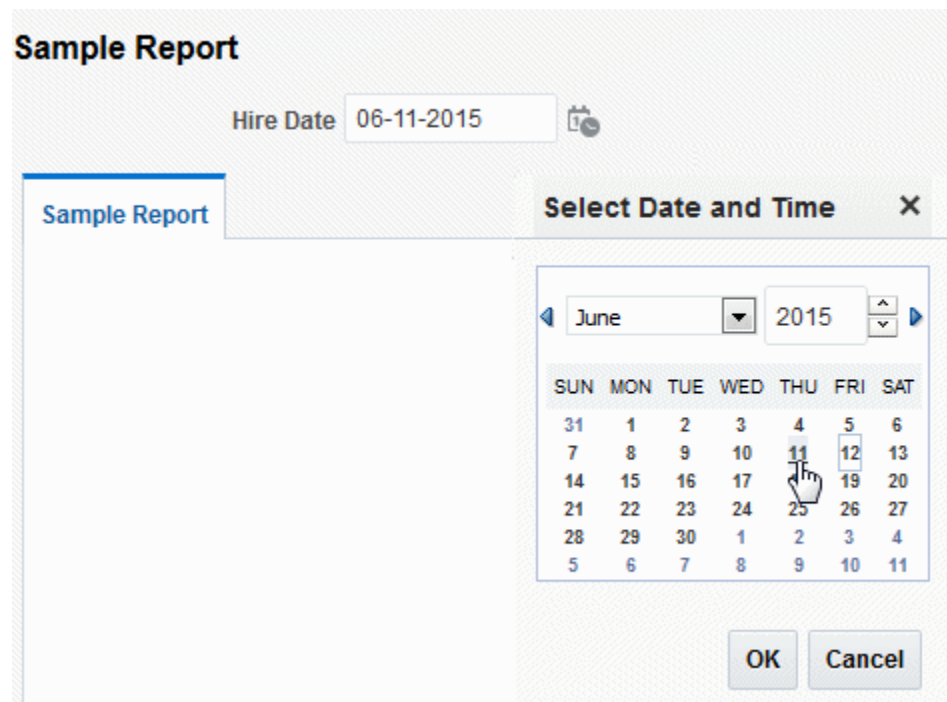 Sample Report
Hire Date 06-11-2015
Sample Report
Select Date and Time
June 2015
SUN MON TUE WED THU FRI SAT
31 1 2 3 4 5 6
7 8 9 10 11 12 13
14 15 16 17 19 20
21 22 23 24 25 26 27
28 29 30 1 2 3 4
5 6 7 8 9 10 11
OK Cancel